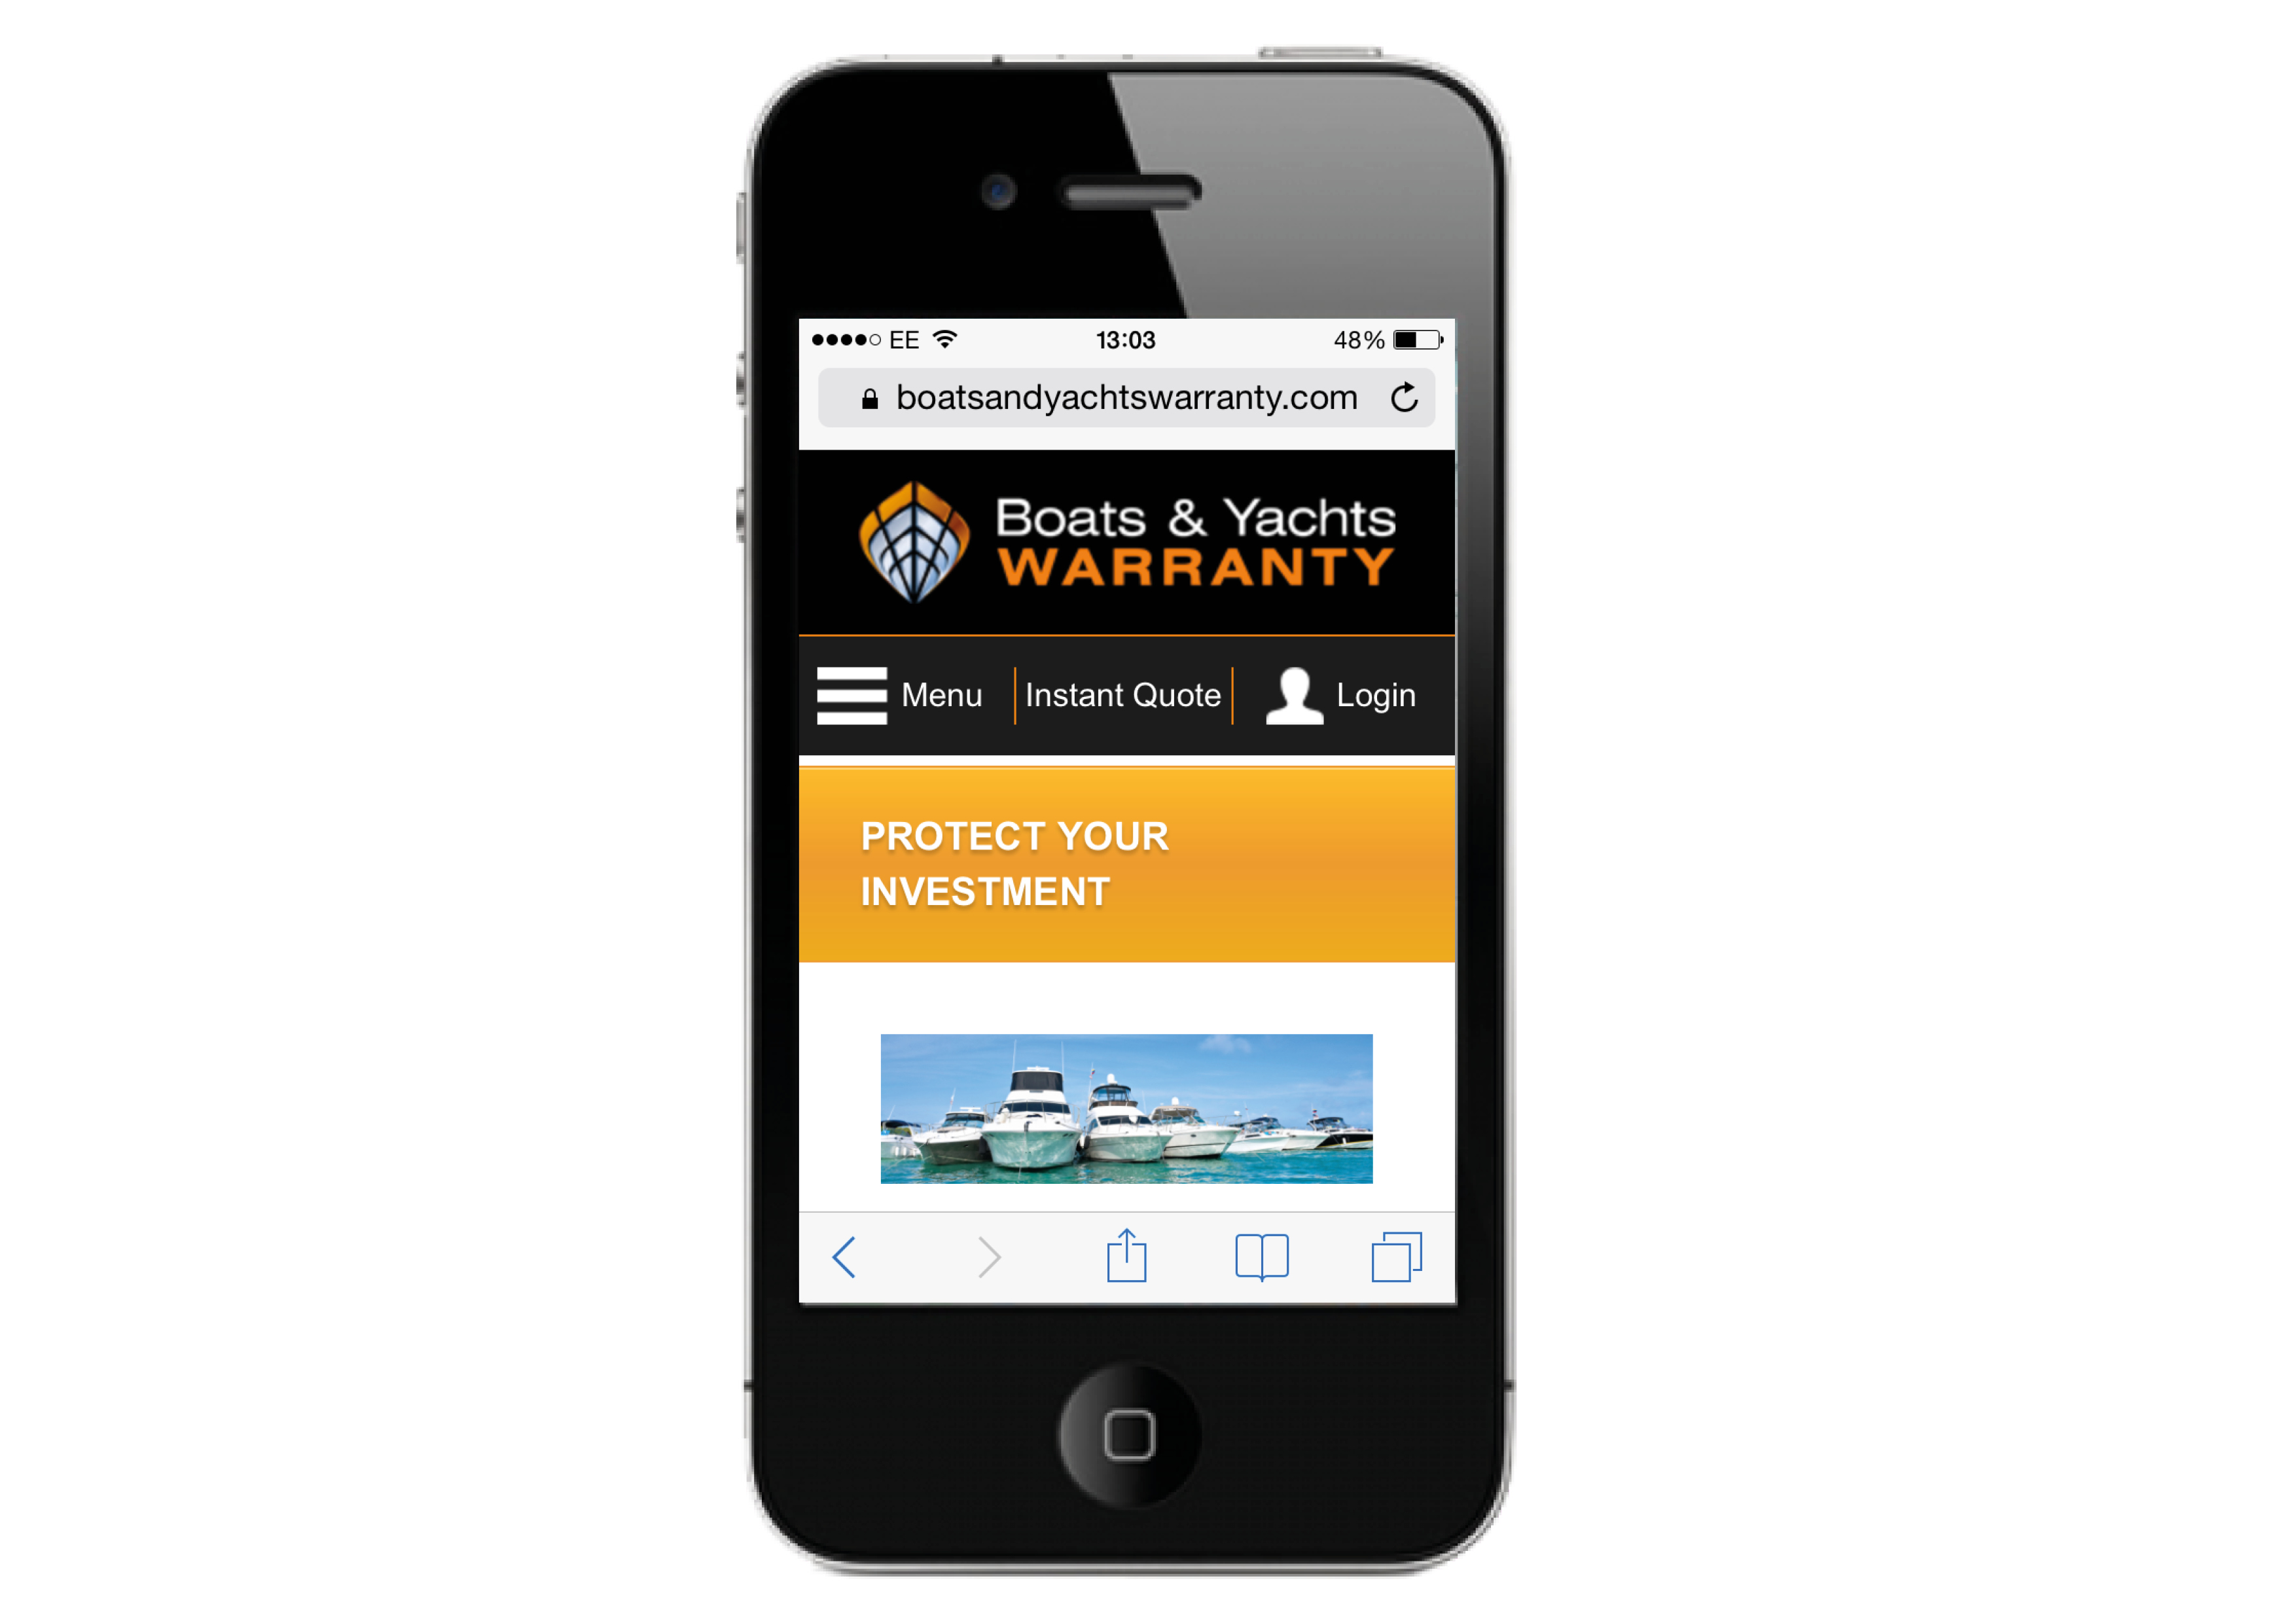 EE 13:03 48%
boatsandyachtswarranty.com
Boats & Yachts
WARRANTY
Menu Instant Quote Login
PROTECT YOUR
INVESTMENT